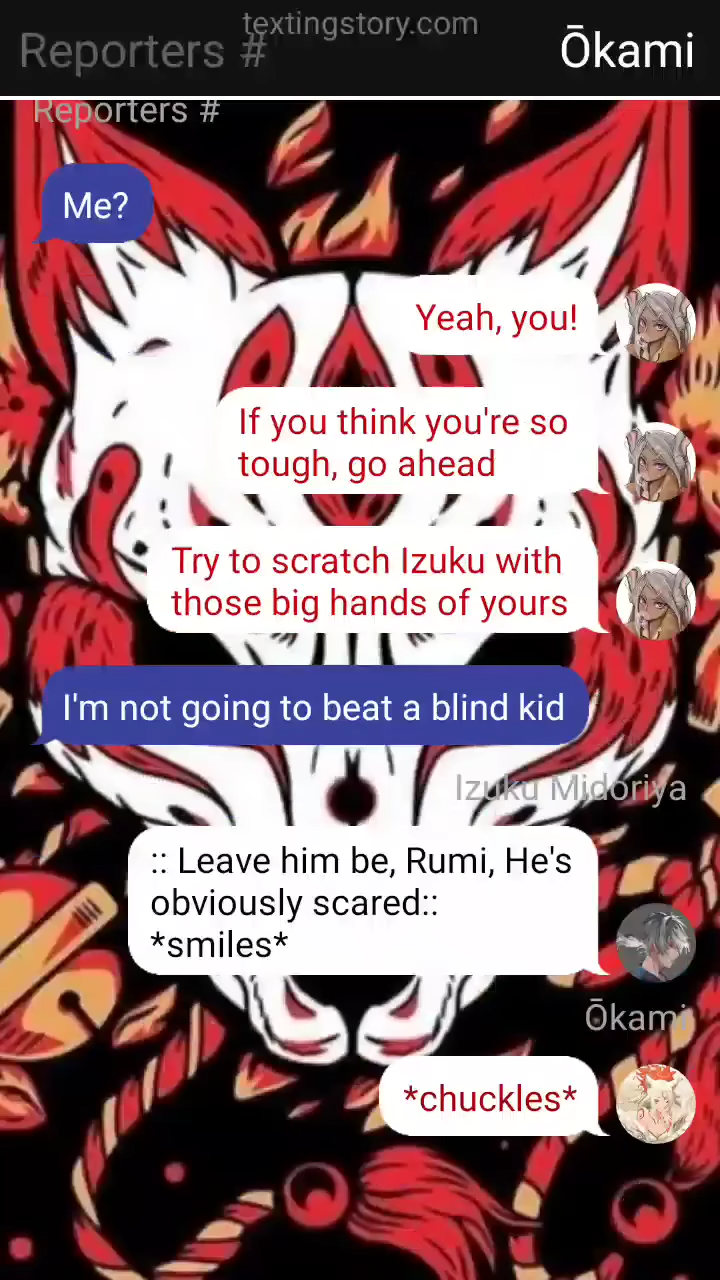 textingstory.com
Reporters #
Ōkami
Reporters #
Me?
Yeah, you!
If you think you're so
tough, go ahead
Try to scratch Izuku with
those big hands of yours
I'm not going to beat a blind kid
Izuku Midoriya
:: Leave him be, Rumi, He's
obviously scared::
*smiles*
Ōkami
*chuckles*